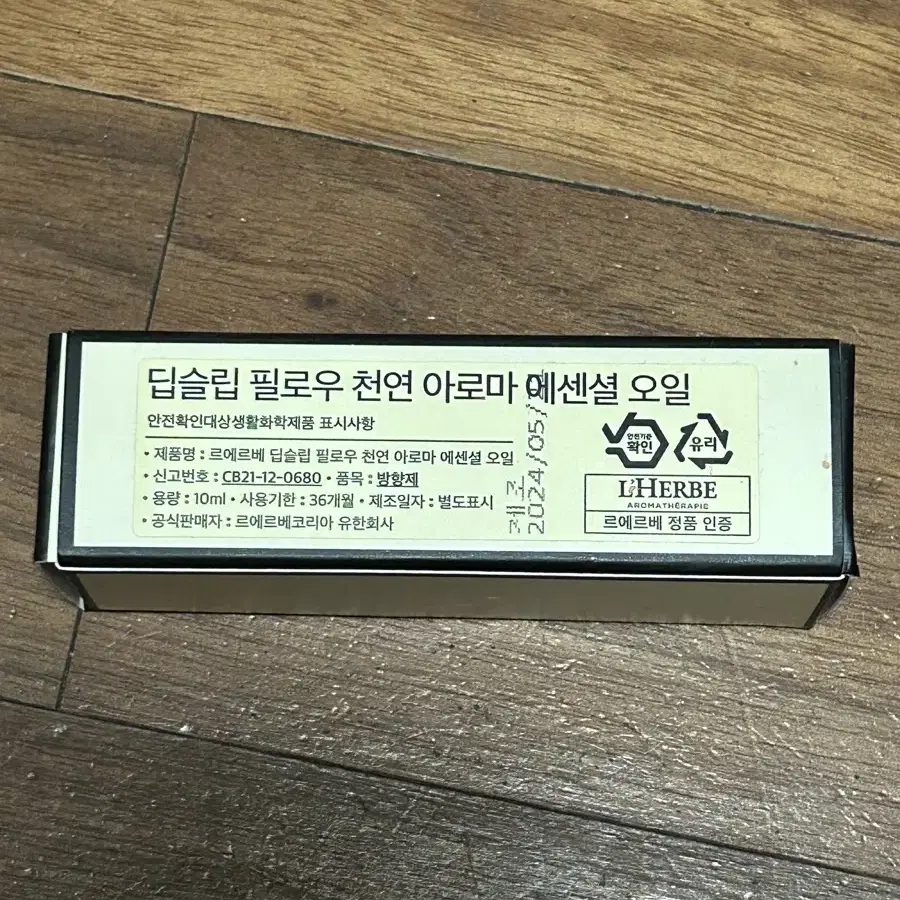 딥슬립 필로우 천연 아로마 에센셜 오일
안전확인대상생활화학제품 표시사항
• 제품명 : 르에르베 딥슬립 필로우 천연 아로마 에센셜 오일
• 신고번호 : CB21-12-0680 • 품목 : 방향제
• 용량 : 10ml • 사용기한 : 36개월 • 제조일자 : 별도표시
• 공식판매자 : 르에르베코리아 유한회사
제조
2024/05/
안전기준
확인
유리
L'HERBE
AROMATHERAPIE
르에르베 정품 인증